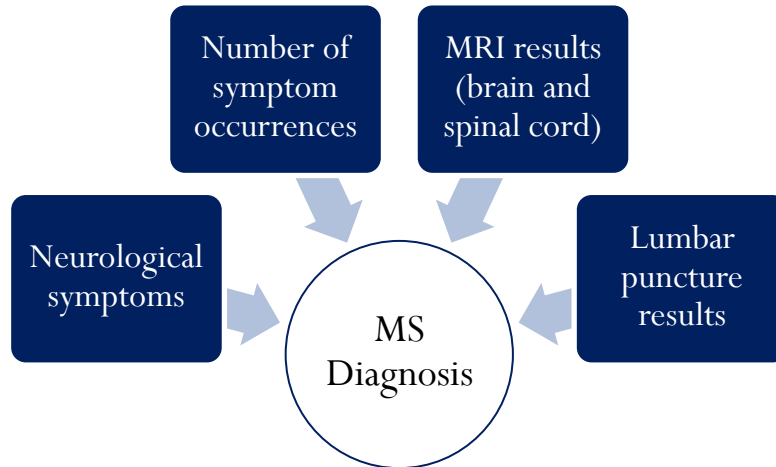 Number of
symptom
occurrences
MRI results
(brain and
spinal cord)
Neurological
symptoms
Lumbar
puncture
results
MS
Diagnosis